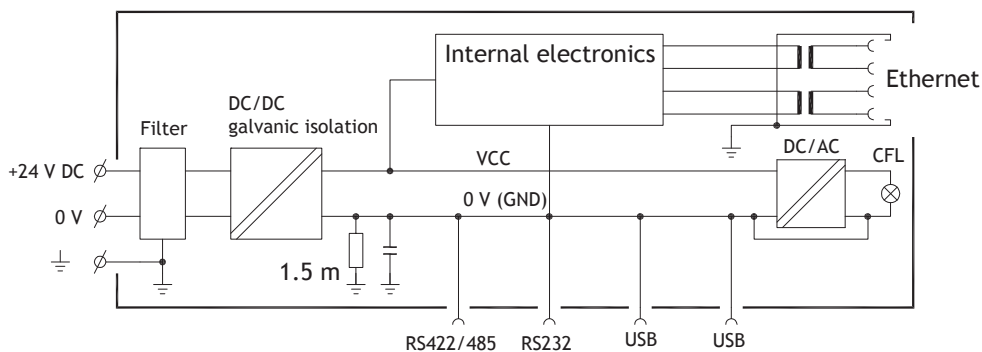 Internal electronics
Ethernet
DC/DC
galvanic isolation
Filter
DC/AC
CFL
+24 V DC
VCC
0 V
0 V (GND)
1.5 m
RS422/485
RS232
USB
USB